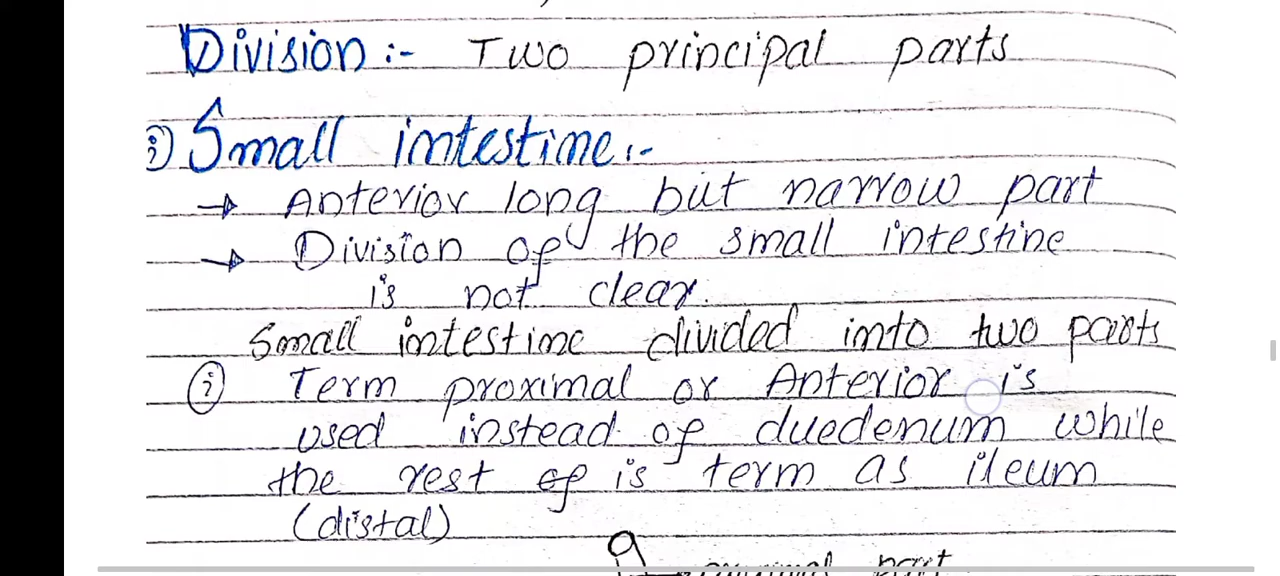 Division :- Two principal parts
i) Small intestine :-
→ Anterior long but narrow part
→ Division of the small intestine
is not clear.
Small intestine divided into two parts
i Term proximal or Anterior is
used instead of duedenum while
the rest of is term as ileum
(distal)
part